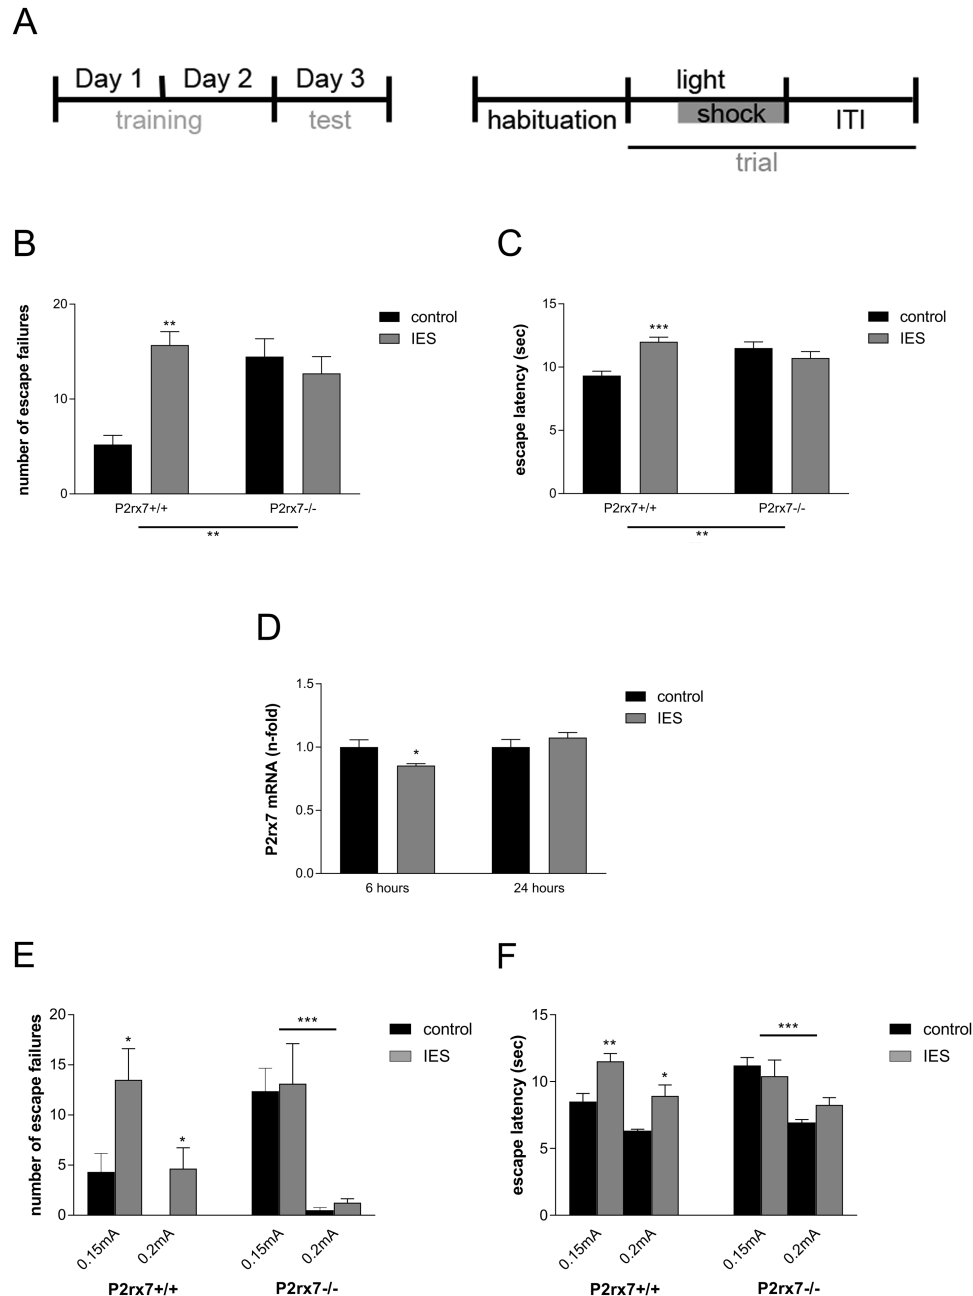 A
Day 1 Day 2 Day 3
training test
light
habituation shock ITI
trial
B
number of escape failures
20
10
0
**
control
IES
P2rx7+/+ P2rx7-/-
**
C
escape latency (sec)
15
10
5
0
***
control
IES
P2rx7+/+ P2rx7-/-
**
D
P2rx7 mRNA (n-fold)
1.5
1.0
0.5
0.0
*
control
IES
6 hours 24 hours
E
number of escape failures
20
15
10
5
0
*
*
***
control
IES
0.15mA 0.2mA 0.15mA 0.2mA
P2rx7+/+ P2rx7-/-
F
escape latency (sec)
15
10
5
0
**
*
***
control
IES
0.15mA 0.2mA 0.15mA 0.2mA
P2rx7+/+ P2rx7-/-